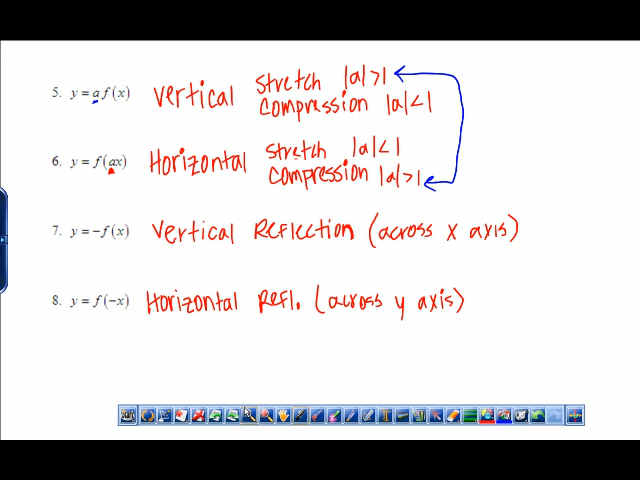 5. y = a f(x) Vertical stretch |a|>1
compression |a|<1
6. y = f(ax) Horizontal stretch |a|<1
compression |a|>1
7. y = -f(x) Vertical Reflection (across x axis)
8. y = f(-x) Horizontal Refl. (across y axis)